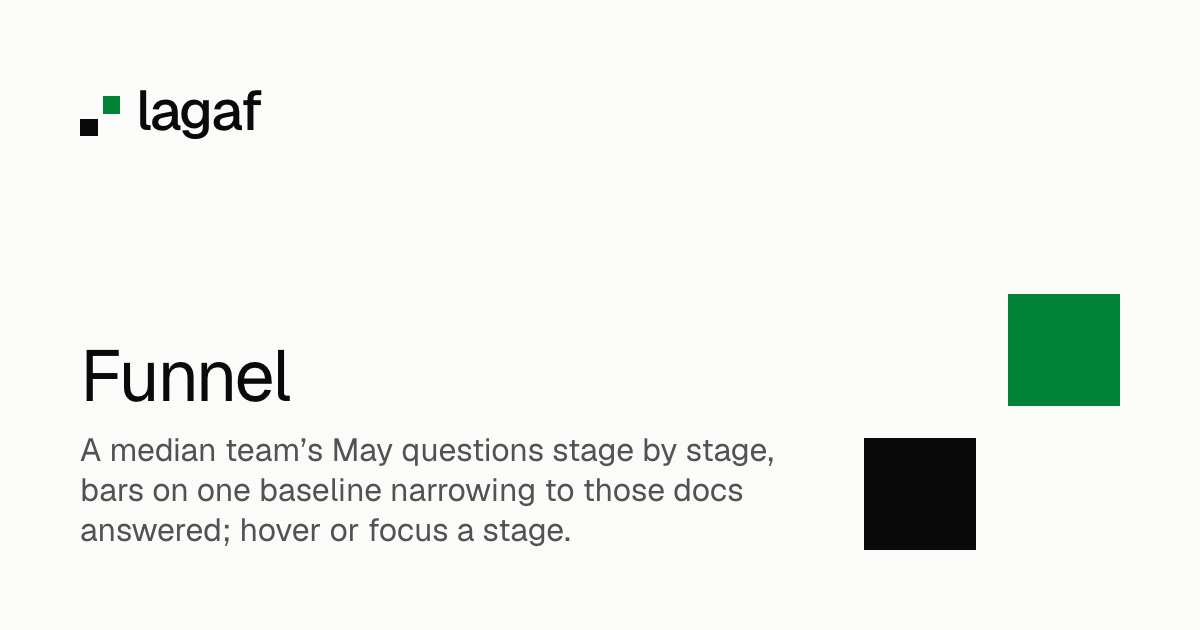 lagaf
Funnel
A median team’s May questions stage by stage,
bars on one baseline narrowing to those docs
answered; hover or focus a stage.